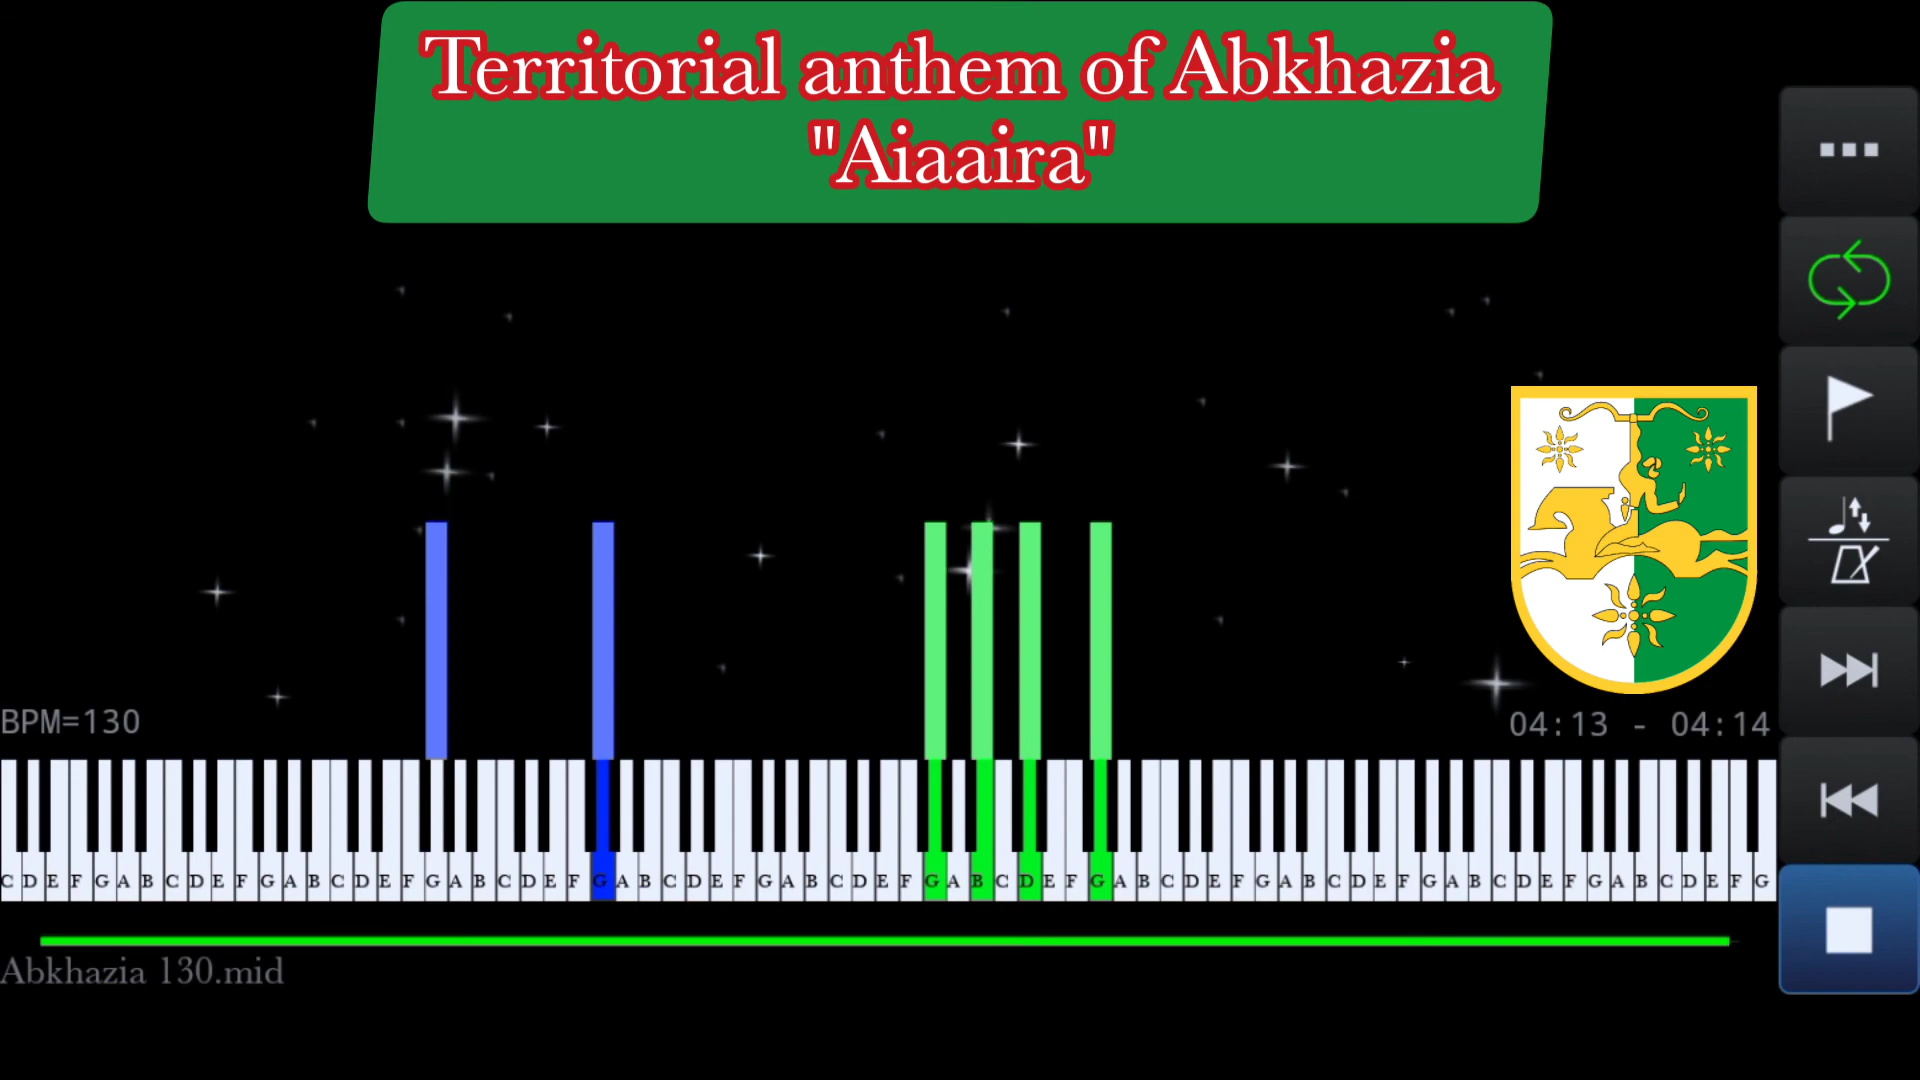 Territorial anthem of Abkhazia
"Aiaaira"
BPM=130
04:13 - 04:14
C D E F G A B C D E F G A B C D E F G A B C D E F G A B C D E F G A B C D E F G A B C D E F G A B C D E F G A B C D E F G A B C D E F G A B C D E F G
Abkhazia 130.mid